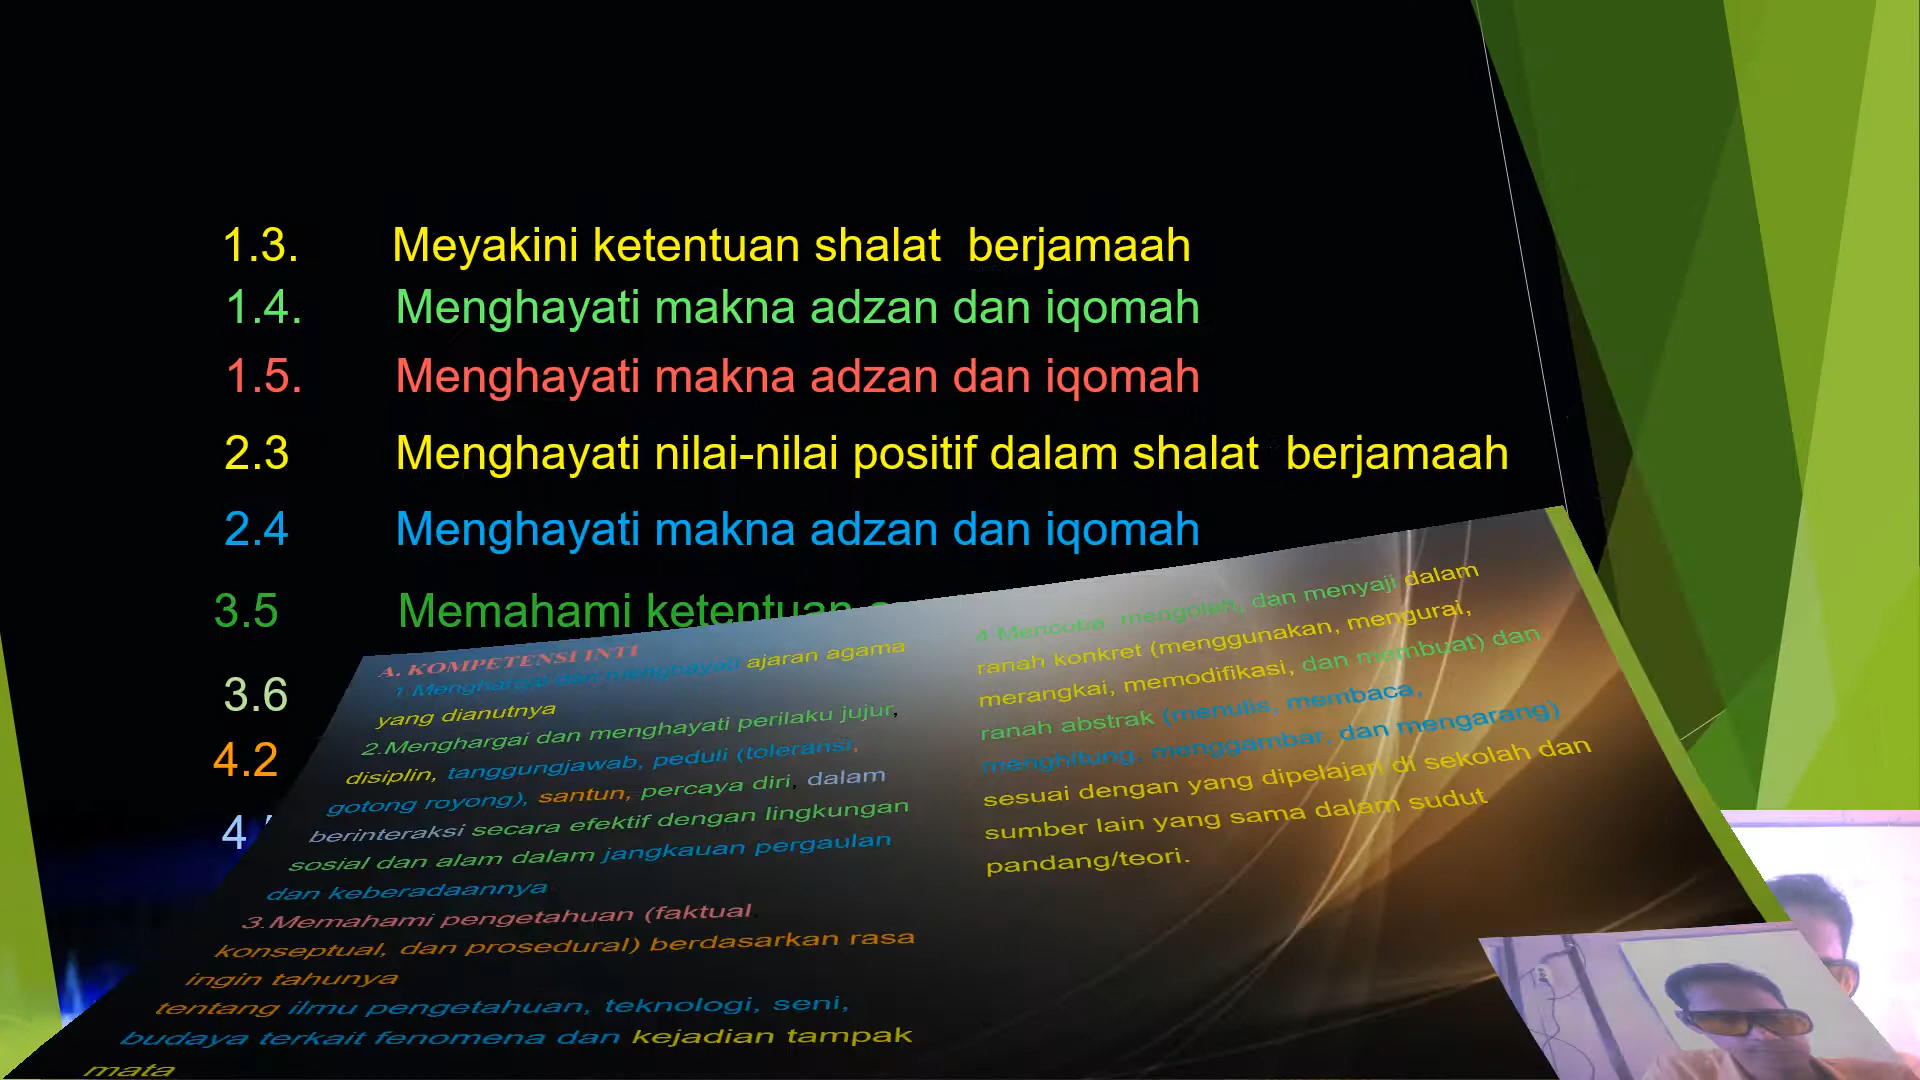 1.3. Meyakini ketentuan shalat berjamaah
1.4. Menghayati makna adzan dan iqomah
1.5. Menghayati makna adzan dan iqomah
2.3 Menghayati nilai-nilai positif dalam shalat berjamaah
2.4 Menghayati makna adzan dan iqomah
3.5 Memahami ketentuan
3.6
4.2
A. KOMPETENSI INTI
1.Menghargai dan menghayati ajaran agama
yang dianutnya
2.Menghargai dan menghayati perilaku jujur,
disiplin, tanggungjawab, peduli (toleransi,
gotong royong), santun, percaya diri, dalam
berinteraksi secara efektif dengan lingkungan
sosial dan alam dalam jangkauan pergaulan
dan keberadaannya
3.Memahami pengetahuan (faktual,
konseptual, dan prosedural) berdasarkan rasa
ingin tahunya
tentang ilmu pengetahuan, teknologi, seni,
budaya terkait fenomena dan kejadian tampak
mata
4.Mencoba, mengolah, dan menyaji dalam
ranah konkret (menggunakan, mengurai,
merangkai, memodifikasi, dan membuat) dan
ranah abstrak (menulis, membaca,
menghitung, menggambar, dan mengarang)
sesuai dengan yang dipelajari di sekolah dan
sumber lain yang sama dalam sudut
pandang/teori.